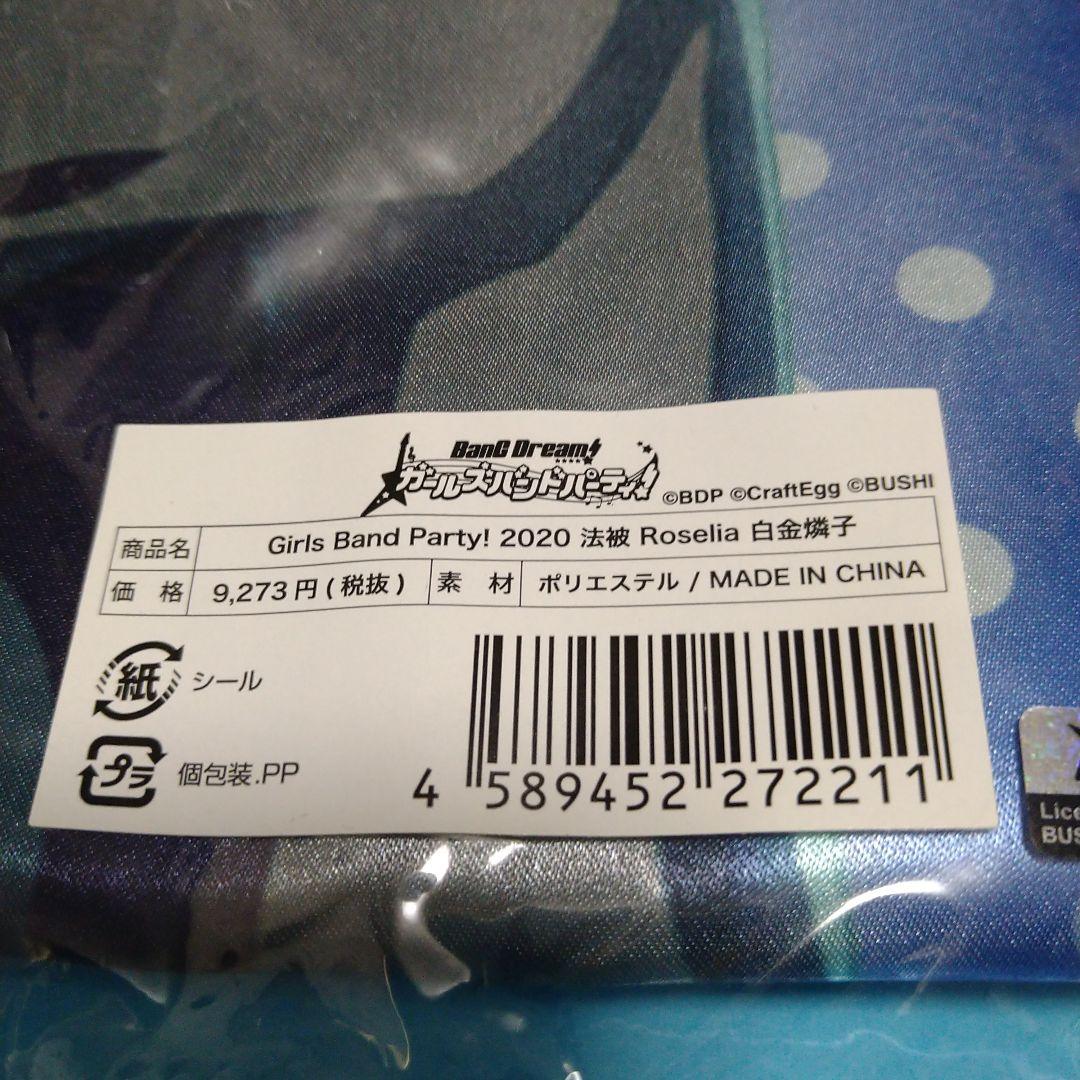 BanG Dream!
ガールズバンドパーティ!
©BDP ©CraftEgg ©BUSHI
商品名 Girls Band Party! 2020 法被 Roselia 白金燐子
価 格 9,273円(税抜) 素 材 ポリエステル / MADE IN CHINA
紙 シール
プラ 個包装.PP
4 589452 272211